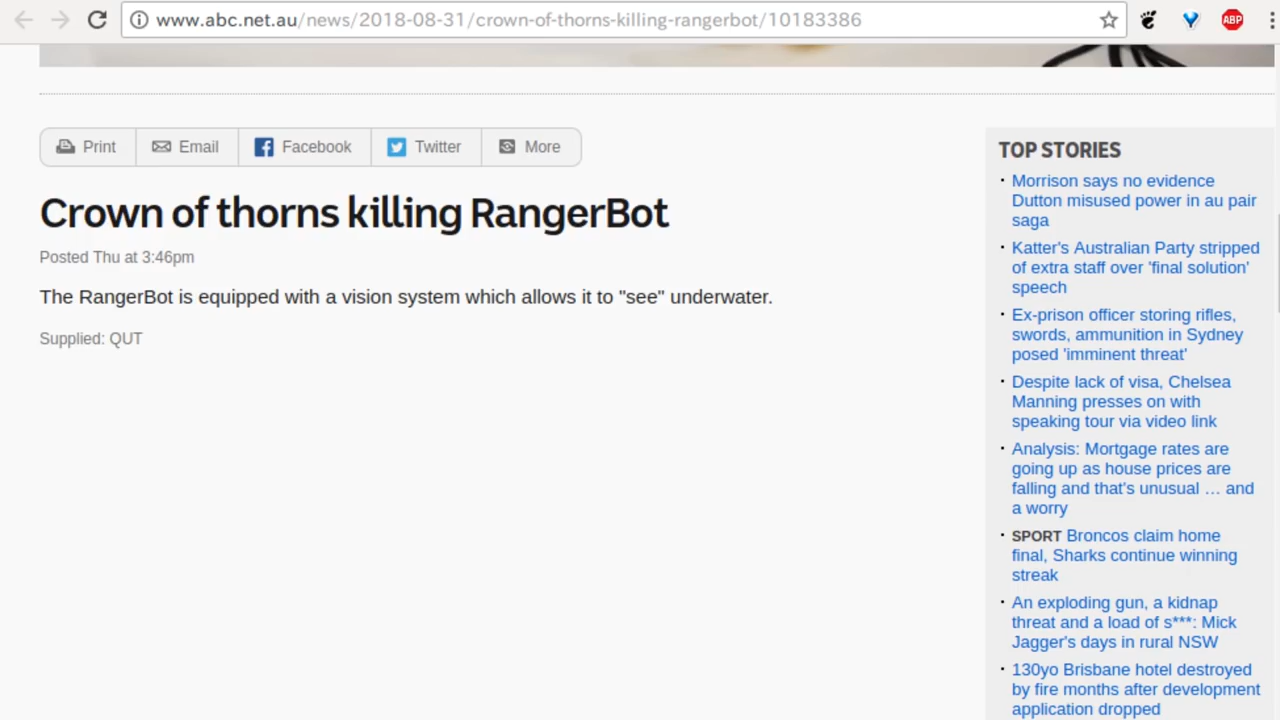 www.abc.net.au/news/2018-08-31/crown-of-thorns-killing-rangerbot/10183386
ABP
Print
Email
Facebook
Twitter
More
Crown of thorns killing RangerBot
Posted Thu at 3:46pm
The RangerBot is equipped with a vision system which allows it to "see" underwater.
Supplied: QUT
TOP STORIES
Morrison says no evidence
Dutton misused power in au pair
saga
Katter's Australian Party stripped
of extra staff over 'final solution'
speech
Ex-prison officer storing rifles,
swords, ammunition in Sydney
posed 'imminent threat'
Despite lack of visa, Chelsea
Manning presses on with
speaking tour via video link
Analysis: Mortgage rates are
going up as house prices are
falling and that's unusual … and
a worry
SPORT Broncos claim home
final, Sharks continue winning
streak
An exploding gun, a kidnap
threat and a load of s***: Mick
Jagger's days in rural NSW
130yo Brisbane hotel destroyed
by fire months after development
application dropped